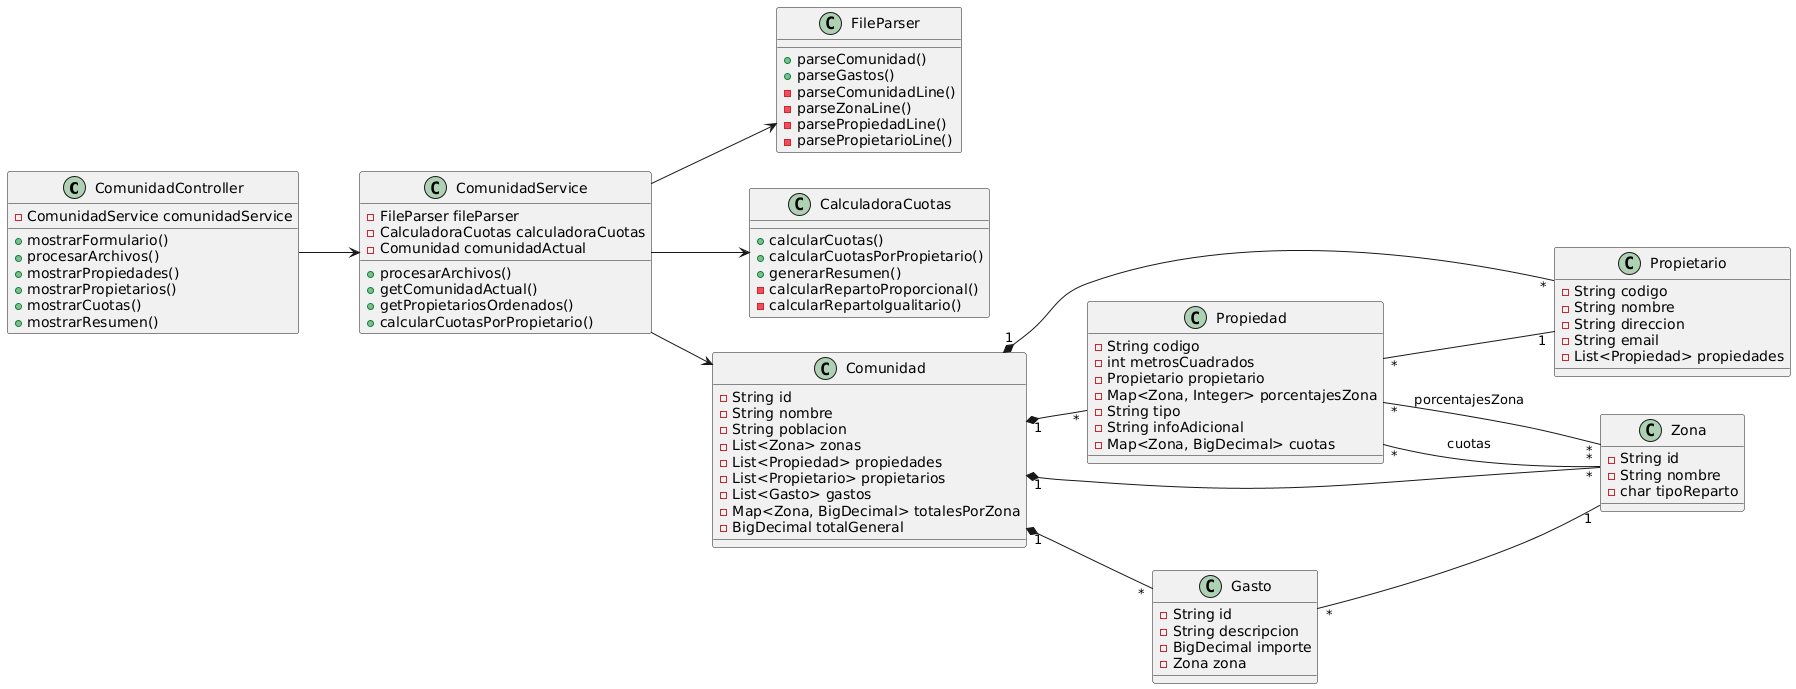 C FileParser
parseComunidad()
parseGastos()
parseComunidadLine()
parseZonaLine()
parsePropiedadLine()
parsePropietarioLine()
C ComunidadController
ComunidadService comunidadService
mostrarFormulario()
procesarArchivos()
mostrarPropiedades()
mostrarPropietarios()
mostrarCuotas()
mostrarResumen()
C ComunidadService
FileParser fileParser
CalculadoraCuotas calculadoraCuotas
Comunidad comunidadActual
procesarArchivos()
getComunidadActual()
getPropietariosOrdenados()
calcularCuotasPorPropietario()
C CalculadoraCuotas
calcularCuotas()
calcularCuotasPorPropietario()
generarResumen()
calcularRepartoProporcional()
calcularRepartoIgualitario()
C Comunidad
String id
String nombre
String poblacion
List<Zona> zonas
List<Propiedad> propiedades
List<Propietario> propietarios
List<Gasto> gastos
Map<Zona, BigDecimal> totalesPorZona
BigDecimal totalGeneral
1
*
1
*
1
*
1
*
C Propiedad
String codigo
int metrosCuadrados
Propietario propietario
Map<Zona, Integer> porcentajesZona
String tipo
String infoAdicional
Map<Zona, BigDecimal> cuotas
*
1
porcentajesZona
*
*
cuotas
*
*
C Propietario
String codigo
String nombre
String direccion
String email
List<Propiedad> propiedades
C Zona
String id
String nombre
char tipoReparto
C Gasto
String id
String descripcion
BigDecimal importe
Zona zona
*
1